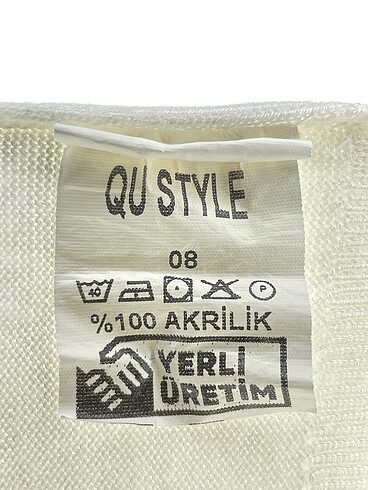 QU STYLE
08
40 P
%100 AKRİLİK
YERLİ
ÜRETİM